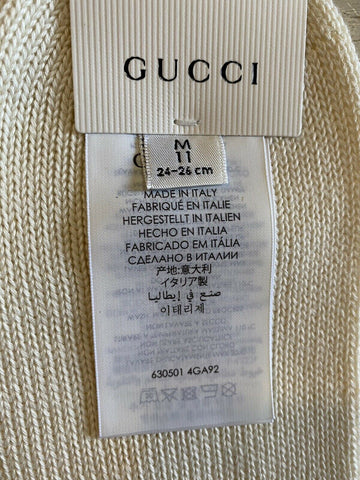 GUCCI
M
11
24-26 cm
MADE IN ITALY
FABRIQUÉ EN ITALIE
HERGESTELLT IN ITALIEN
HECHO EN ITALIA
FABRICADO EM ITÁLIA
СДЕЛАНО В ИТАЛИИ
产地:意大利
イタリア製
صنع في إيطاليا
이태리제
630501 4GA92